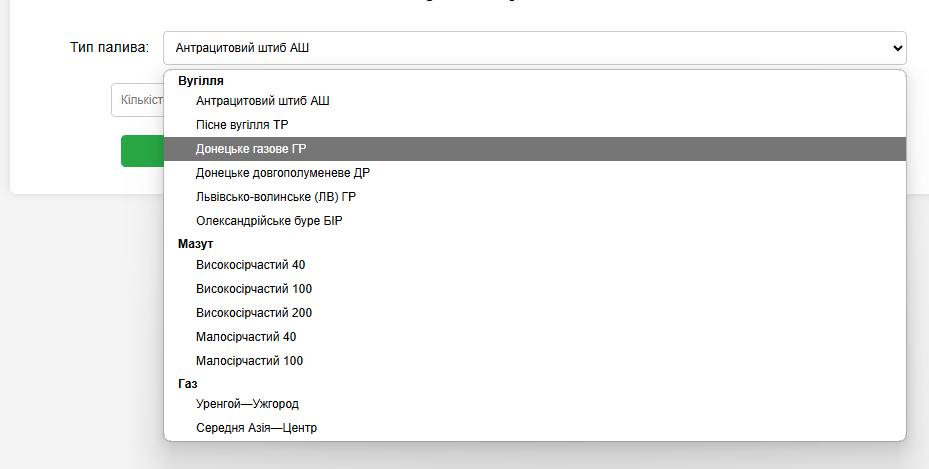 Тип палива: Антрацитовий штиб АШ
Вугілля
Антрацитовий штиб АШ
Кількіст
Пісне вугілля ТР
Донецьке газове ГР
Донецьке довгополуменеве ДР
Львівсько-волинське (ЛВ) ГР
Олександрійське буре БІР
Мазут
Високосірчастий 40
Високосірчастий 100
Високосірчастий 200
Малосірчастий 40
Малосірчастий 100
Газ
Уренгой—Ужгород
Середня Азія—Центр